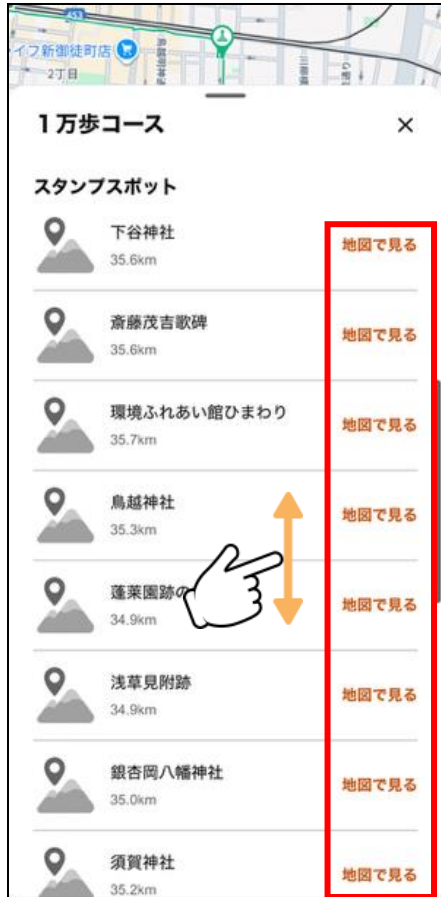 453
イフ新御徒町店
2丁目
1万歩コース
×
スタンプスポット
下谷神社
35.6km
地図で見る
斎藤茂吉歌碑
35.6km
地図で見る
環境ふれあい館ひまわり
35.7km
地図で見る
鳥越神社
35.3km
地図で見る
蓬莱園跡の
34.9km
地図で見る
浅草見附跡
34.9km
地図で見る
銀杏岡八幡神社
35.0km
地図で見る
須賀神社
35.2km
地図で見る